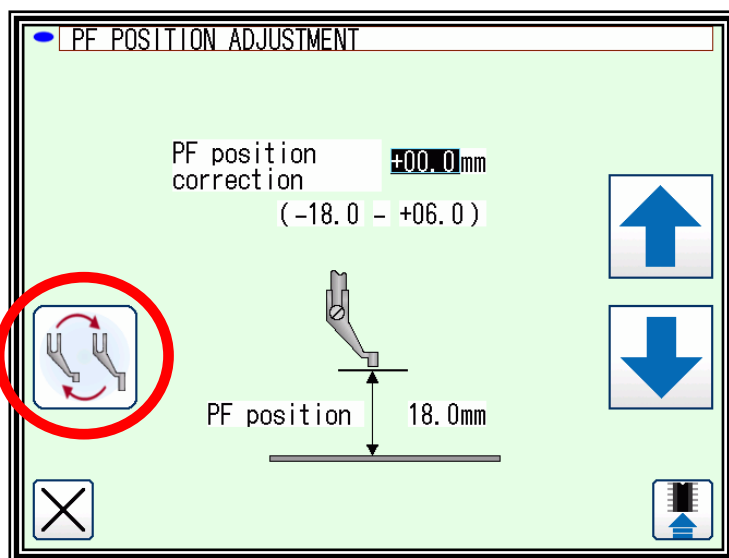 PF POSITION ADJUSTMENT
PF position
correction
+00.0mm
(-18.0 - +06.0)
PF position 18.0mm